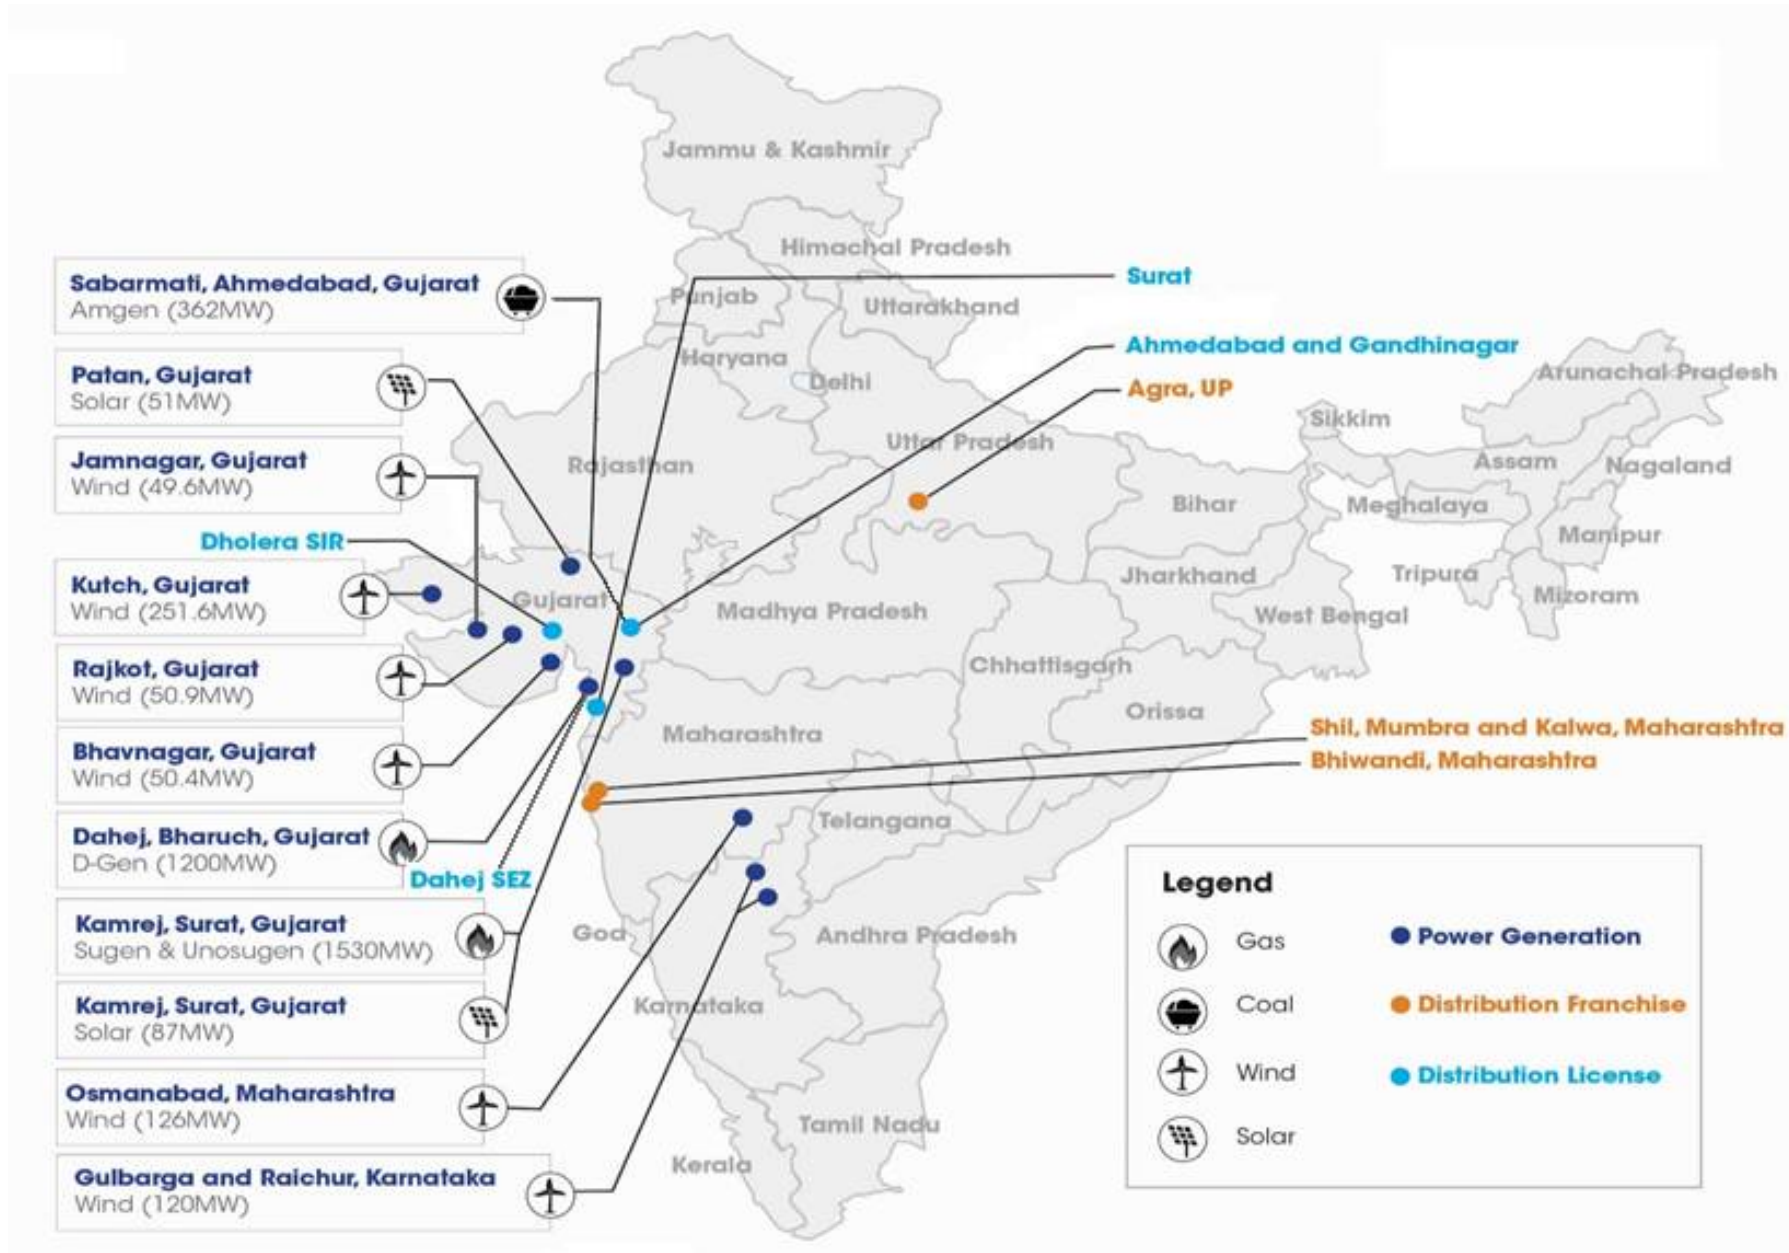 Jammu & Kashmir
Himachal Pradesh
Punjab
Uttarakhand
Haryana
Delhi
Uttar Pradesh
Rajasthan
Bihar
Sikkim
Arunachal Pradesh
Assam
Nagaland
Meghalaya
Manipur
Tripura
Mizoram
Jharkhand
West Bengal
Gujarat
Madhya Pradesh
Chhattisgarh
Orissa
Maharashtra
Telangana
Goa
Andhra Pradesh
Karnataka
Tamil Nadu
Kerala
Sabarmati, Ahmedabad, Gujarat
Amgen (362MW)
Patan, Gujarat
Solar (51MW)
Jamnagar, Gujarat
Wind (49.6MW)
Dholera SIR
Kutch, Gujarat
Wind (251.6MW)
Rajkot, Gujarat
Wind (50.9MW)
Bhavnagar, Gujarat
Wind (50.4MW)
Dahej, Bharuch, Gujarat
D-Gen (1200MW)
Dahej SEZ
Kamrej, Surat, Gujarat
Sugen & Unosugen (1530MW)
Kamrej, Surat, Gujarat
Solar (87MW)
Osmanabad, Maharashtra
Wind (126MW)
Gulbarga and Raichur, Karnataka
Wind (120MW)
Surat
Ahmedabad and Gandhinagar
Agra, UP
Shil, Mumbra and Kalwa, Maharashtra
Bhiwandi, Maharashtra
Legend
Gas
Coal
Wind
Solar
Power Generation
Distribution Franchise
Distribution License